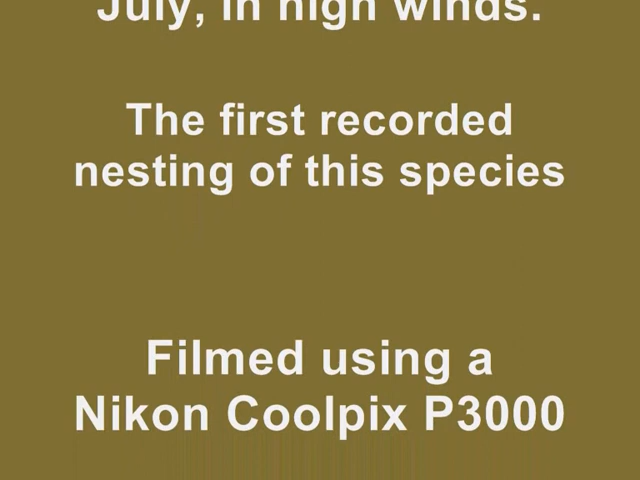 July, in high winds.
The first recorded
nesting of this species
Filmed using a
Nikon Coolpix P3000